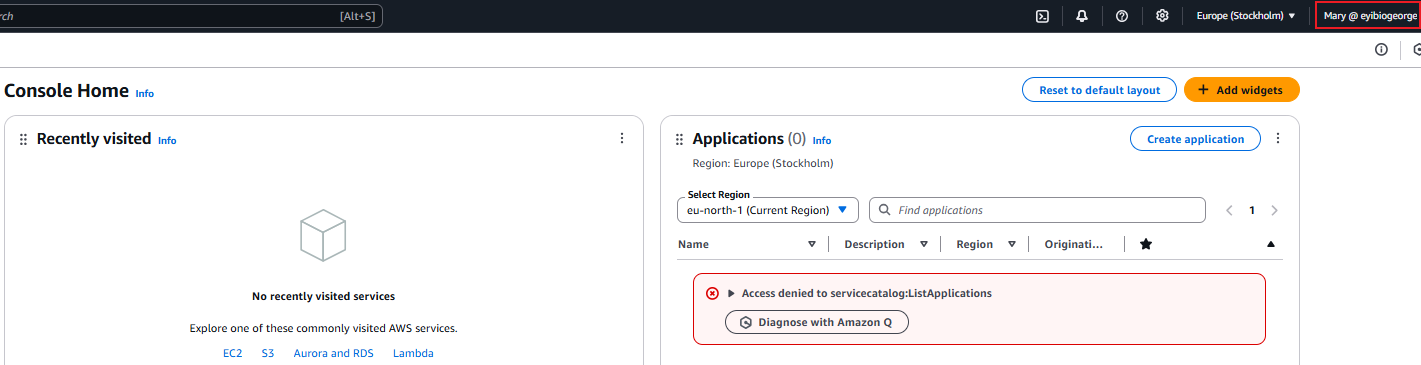 rch [Alt+S] Europe (Stockholm) Mary @ eyibiogeorge
Console Home Info Reset to default layout + Add widgets
Recently visited Info
Applications (0) Info Create application
Region: Europe (Stockholm)
Select Region
eu-north-1 (Current Region) Find applications 1
Name Description Region Originati...
No recently visited services
Explore one of these commonly visited AWS services.
EC2 S3 Aurora and RDS Lambda
Access denied to servicecatalog:ListApplications
Diagnose with Amazon Q